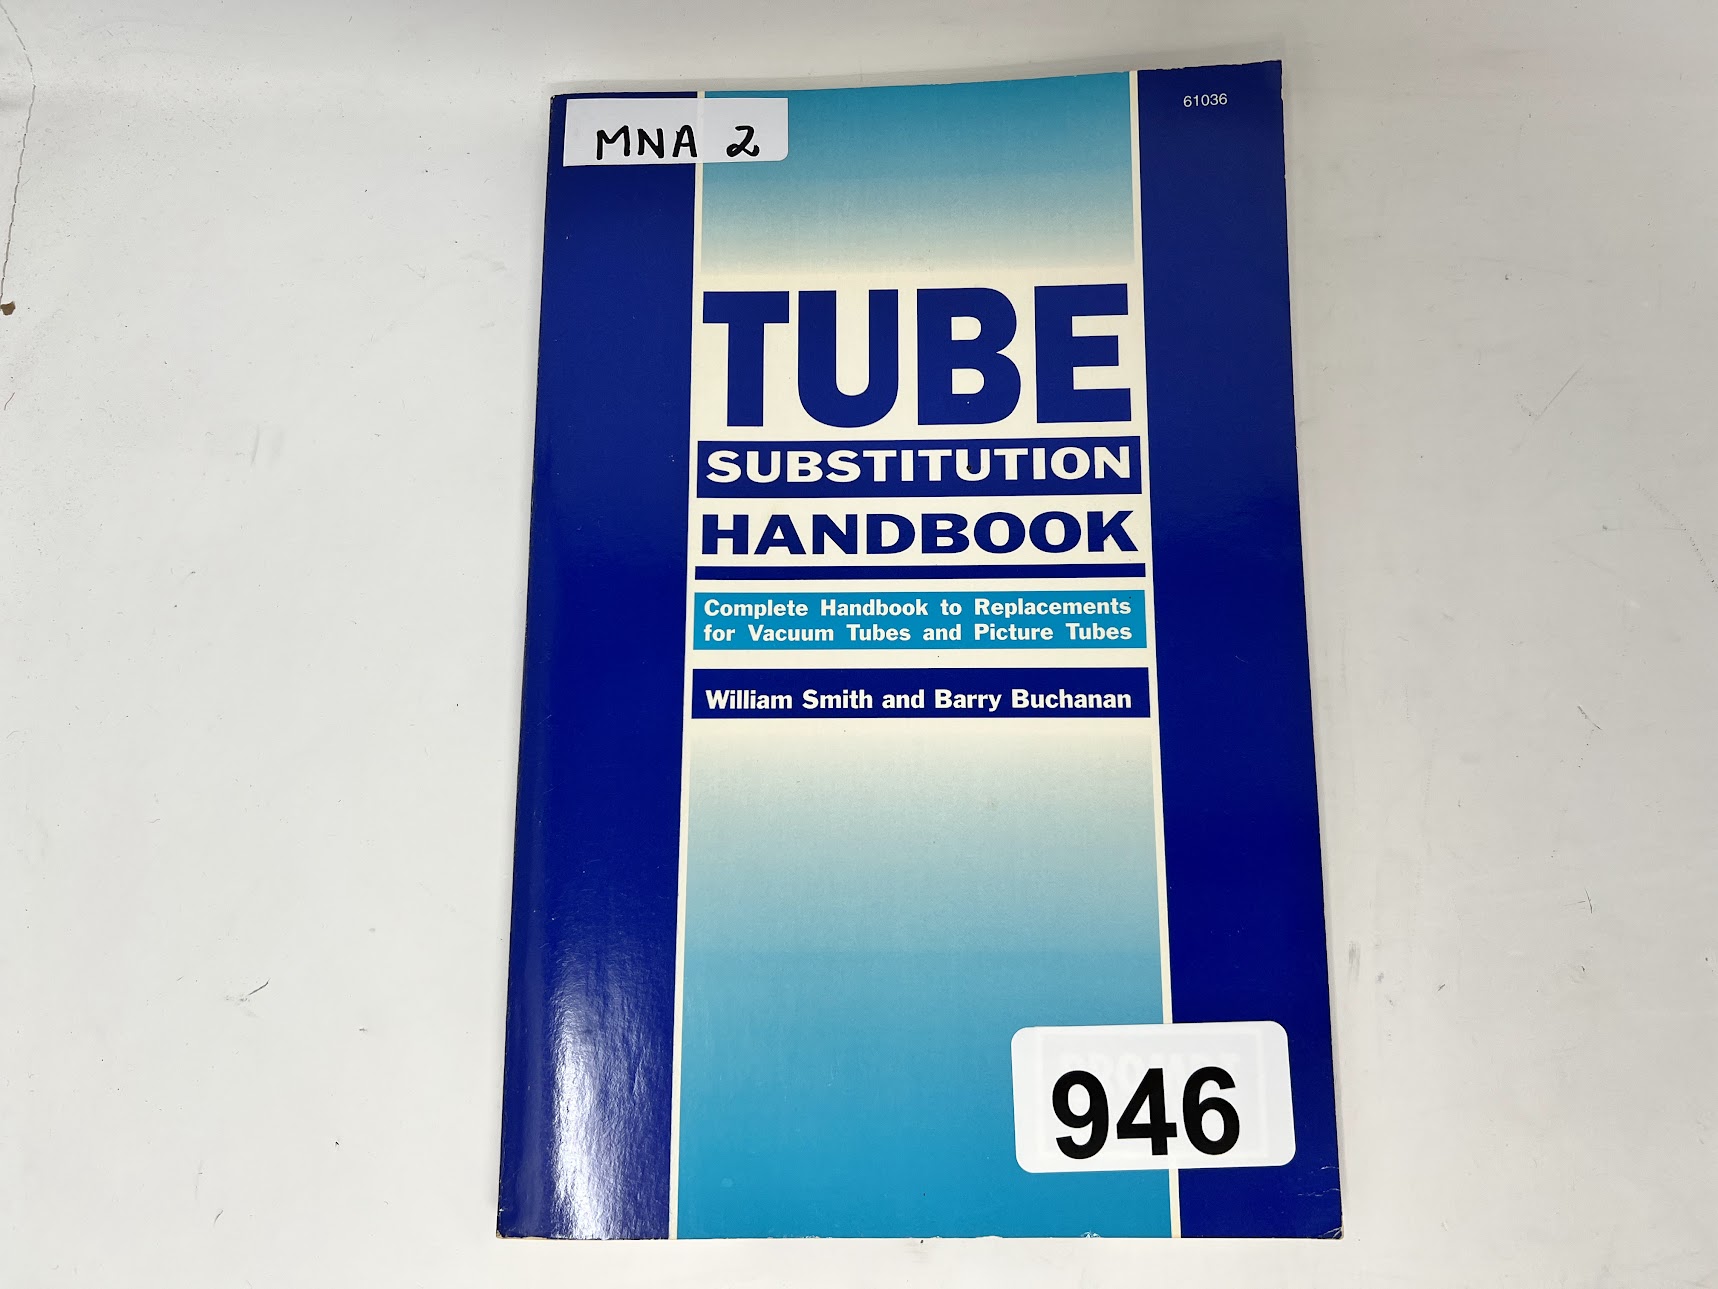 MNA 2
61036
TUBE
SUBSTITUTION
HANDBOOK
Complete Handbook to Replacements
for Vacuum Tubes and Picture Tubes
William Smith and Barry Buchanan
946